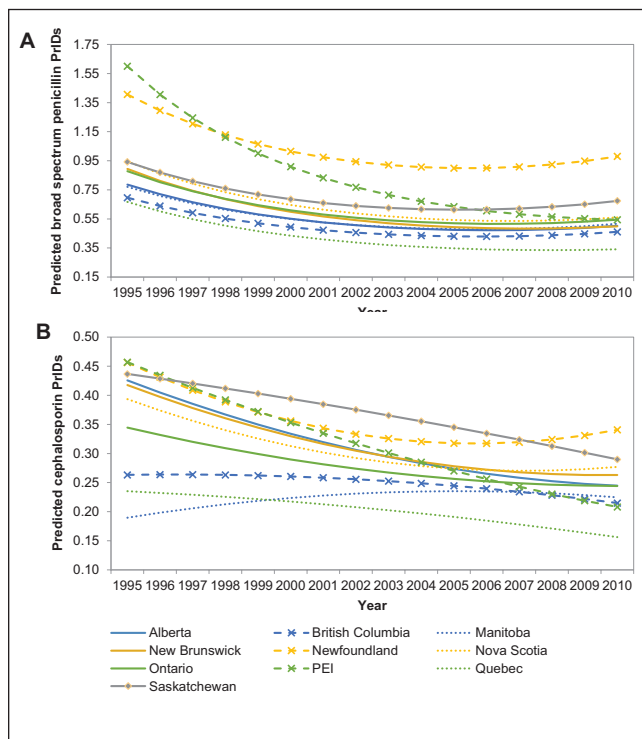 A
Predicted broad spectrum penicillin PrIDs
1.75
1.55
1.35
1.15
0.95
0.75
0.55
0.35
0.15
1995 1996 1997 1998 1999 2000 2001 2002 2003 2004 2005 2006 2007 2008 2009 2010
Year
B
Predicted cephalosporin PrIDs
0.50
0.45
0.40
0.35
0.30
0.25
0.20
0.15
0.10
1995 1996 1997 1998 1999 2000 2001 2002 2003 2004 2005 2006 2007 2008 2009 2010
Year
Alberta British Columbia Manitoba
New Brunswick Newfoundland Nova Scotia
Ontario PEI Quebec
Saskatchewan